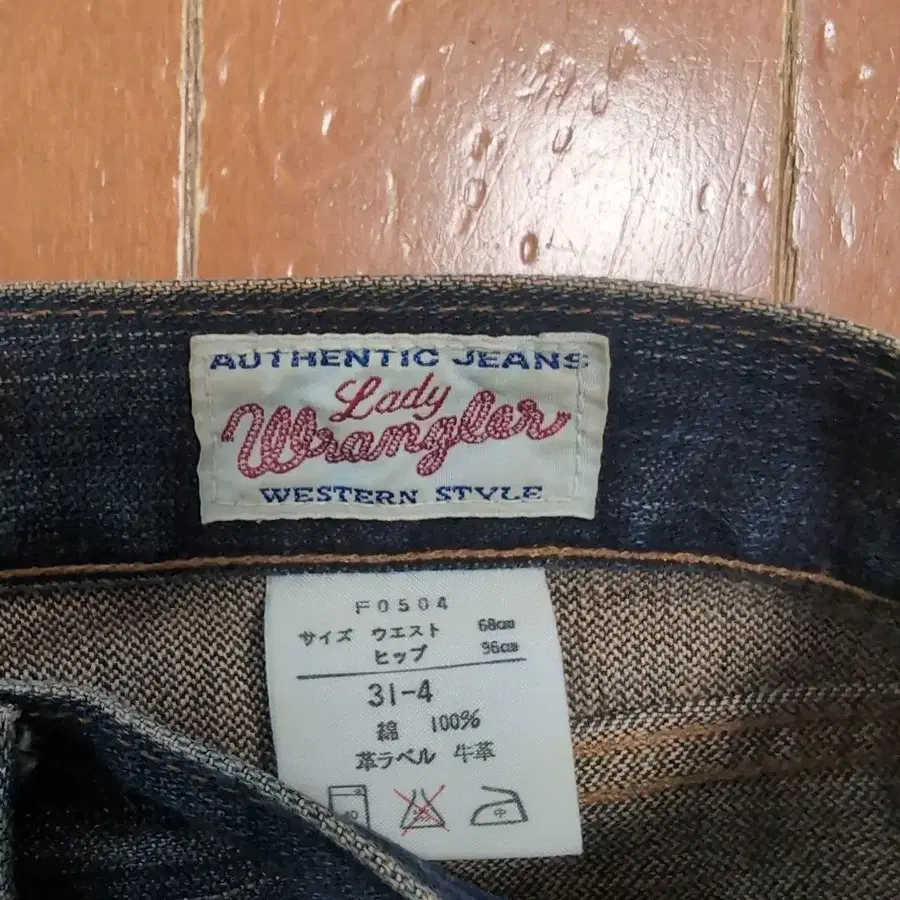 AUTHENTIC JEANS
Lady
Wrangler
WESTERN STYLE
F0504
サイズ ウエスト 68cm
ヒップ 96cm
31-4
綿 100%
革ラベル 牛革
中